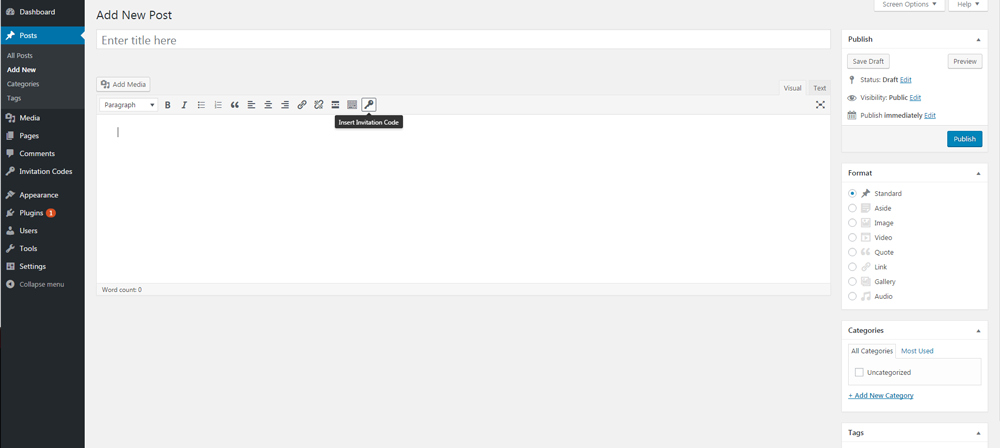 Dashboard
Posts
All Posts
Add New
Categories
Tags
Media
Pages
Comments
Invitation Codes
Appearance
Plugins 1
Users
Tools
Settings
Collapse menu
Screen Options
Help
Add New Post
Enter title here
Add Media
Visual
Text
Paragraph
Insert Invitation Code
Word count: 0
Publish
Save Draft
Preview
Status: Draft Edit
Visibility: Public Edit
Publish immediately Edit
Publish
Format
Standard
Aside
Image
Video
Quote
Link
Gallery
Audio
Categories
All Categories
Most Used
Uncategorized
+ Add New Category
Tags